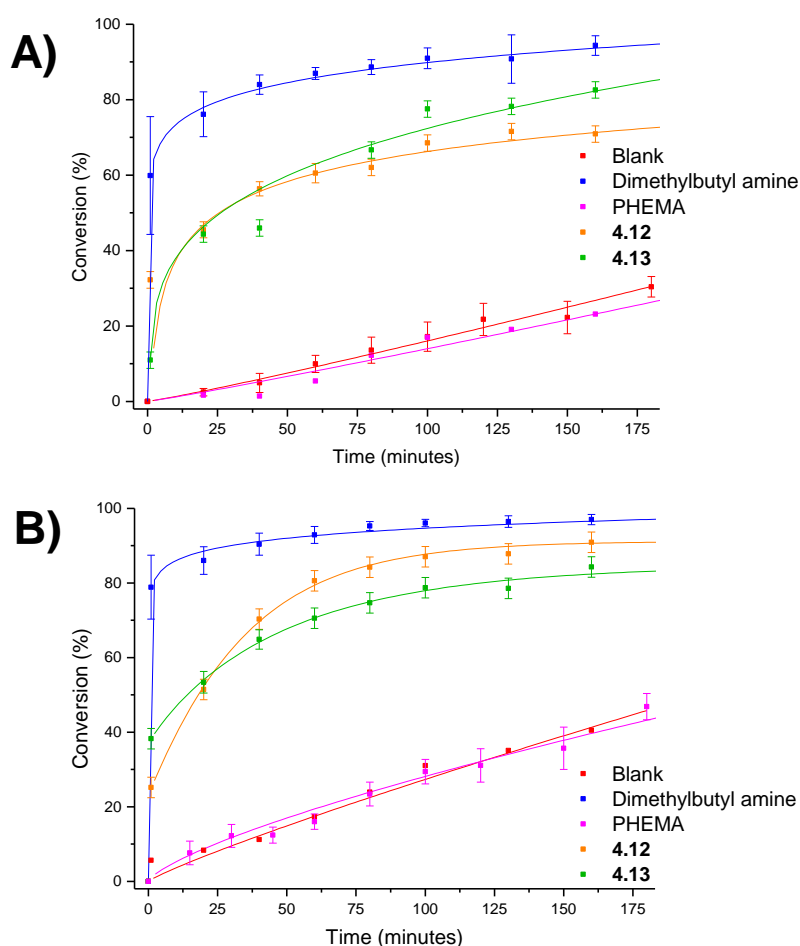 A)
100
80
60
40
20
0
Conversion (%)
0
25
50
75
100
125
150
175
Time (minutes)
Blank
Dimethylbutyl amine
PHEMA
4.12
4.13
B)
100
80
60
40
20
0
Conversion (%)
0
25
50
75
100
125
150
175
Time (minutes)
Blank
Dimethylbutyl amine
PHEMA
4.12
4.13